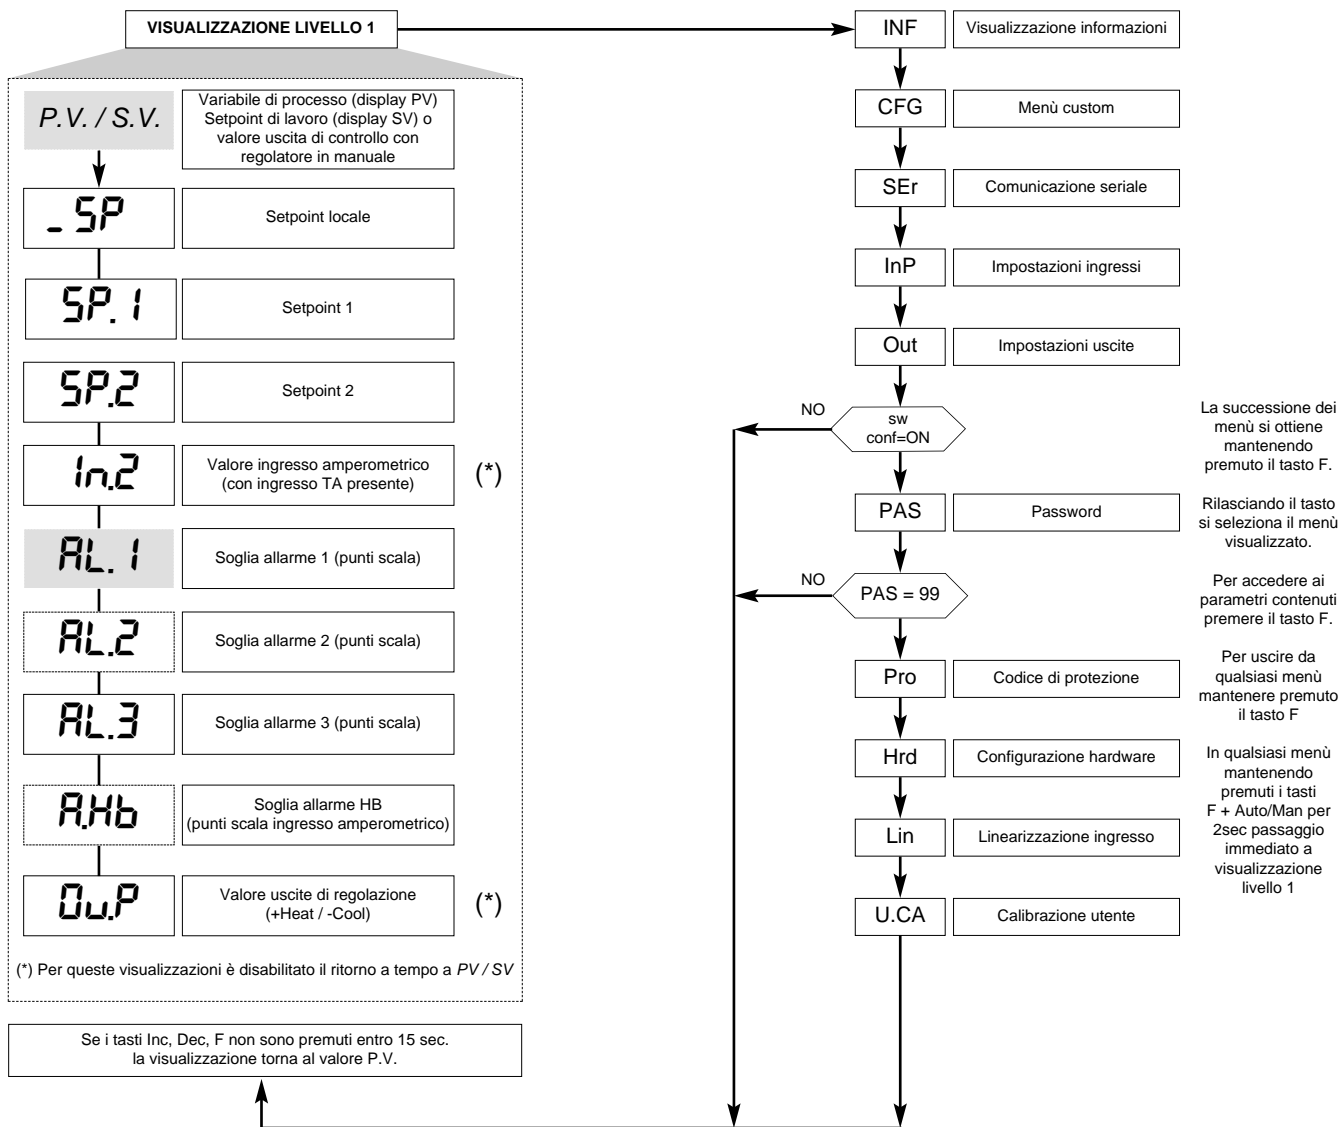 VISUALIZZAZIONE LIVELLO 1
P.V. / S.V.
Variabile di processo (display PV)
Setpoint di lavoro (display SV) o
valore uscita di controllo con
regolatore in manuale
_SP
Setpoint locale
SP. 1
Setpoint 1
SP.2
Setpoint 2
In.2
Valore ingresso amperometrico
(con ingresso TA presente)
(*)
AL. 1
Soglia allarme 1 (punti scala)
AL.2
Soglia allarme 2 (punti scala)
AL.3
Soglia allarme 3 (punti scala)
A.Hb
Soglia allarme HB
(punti scala ingresso amperometrico)
Ou.P
Valore uscite di regolazione
(+Heat / -Cool)
(*)
(*) Per queste visualizzazioni è disabilitato il ritorno a tempo a PV / SV
Se i tasti Inc, Dec, F non sono premuti entro 15 sec.
la visualizzazione torna al valore P.V.
INF
Visualizzazione informazioni
CFG
Menù custom
SEr
Comunicazione seriale
InP
Impostazioni ingressi
Out
Impostazioni uscite
NO
sw
conf=ON
PAS
Password
NO
PAS = 99
Pro
Codice di protezione
Hrd
Configurazione hardware
Lin
Linearizzazione ingresso
U.CA
Calibrazione utente
La successione dei
menù si ottiene
mantenendo
premuto il tasto F.
Rilasciando il tasto
si seleziona il menù
visualizzato.
Per accedere ai
parametri contenuti
premere il tasto F.
Per uscire da
qualsiasi menù
mantenere premuto
il tasto F
In qualsiasi menù
mantenendo
premuti i tasti
F + Auto/Man per
2sec passaggio
immediato a
visualizzazione
livello 1